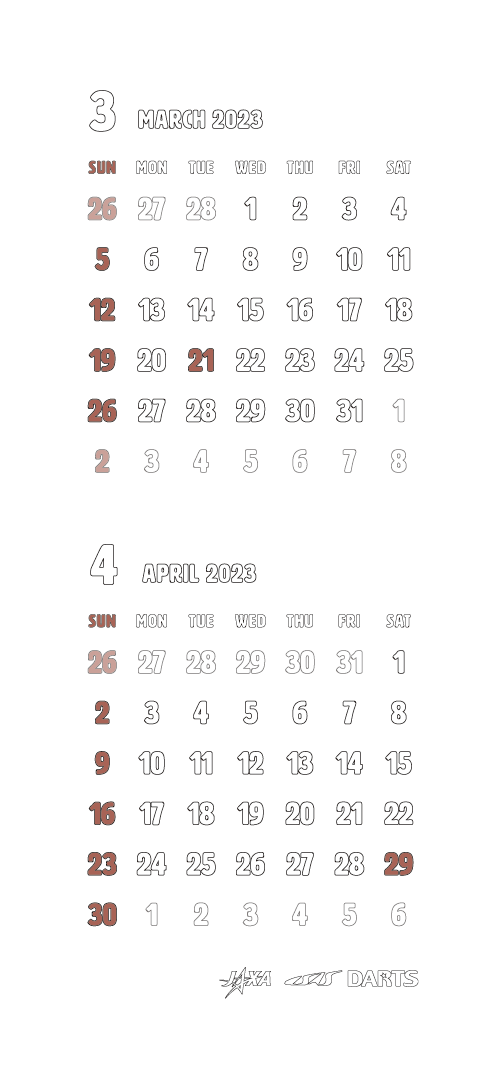 3 MARCH 2023
SUN MON TUE WED THU FRI SAT
26 27 28 1 2 3 4
5 6 7 8 9 10 11
12 13 14 15 16 17 18
19 20 21 22 23 24 25
26 27 28 29 30 31 1
2 3 4 5 6 7 8
4 APRIL 2023
SUN MON TUE WED THU FRI SAT
26 27 28 29 30 31 1
2 3 4 5 6 7 8
9 10 11 12 13 14 15
16 17 18 19 20 21 22
23 24 25 26 27 28 29
30 1 2 3 4 5 6
JAXA ISAS DARTS